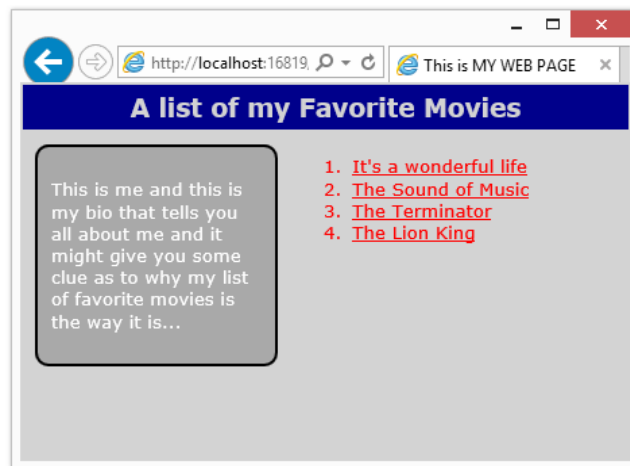 http://localhost:16819,
This is MY WEB PAGE
A list of my Favorite Movies
This is me and this is
my bio that tells you
all about me and it
might give you some
clue as to why my list
of favorite movies is
the way it is...
1. It's a wonderful life
2. The Sound of Music
3. The Terminator
4. The Lion King